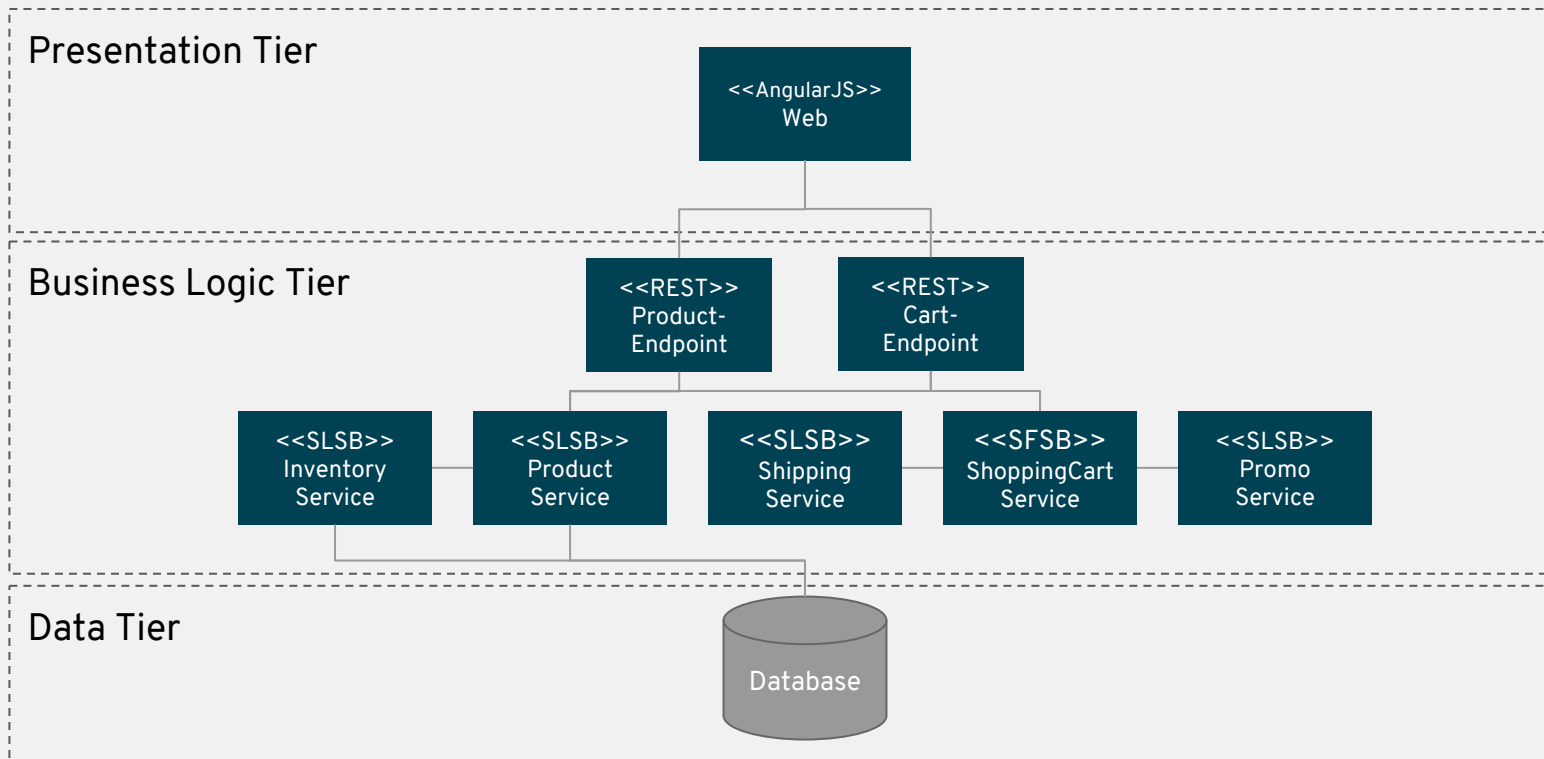 Presentation Tier
<<AngularJS>>
Web
Business Logic Tier
<<REST>>
Product-
Endpoint
<<REST>>
Cart-
Endpoint
<<SLSB>>
Inventory
Service
<<SLSB>>
Product
Service
<<SLSB>>
Shipping
Service
<<SFSB>>
ShoppingCart
Service
<<SLSB>>
Promo
Service
Data Tier
Database